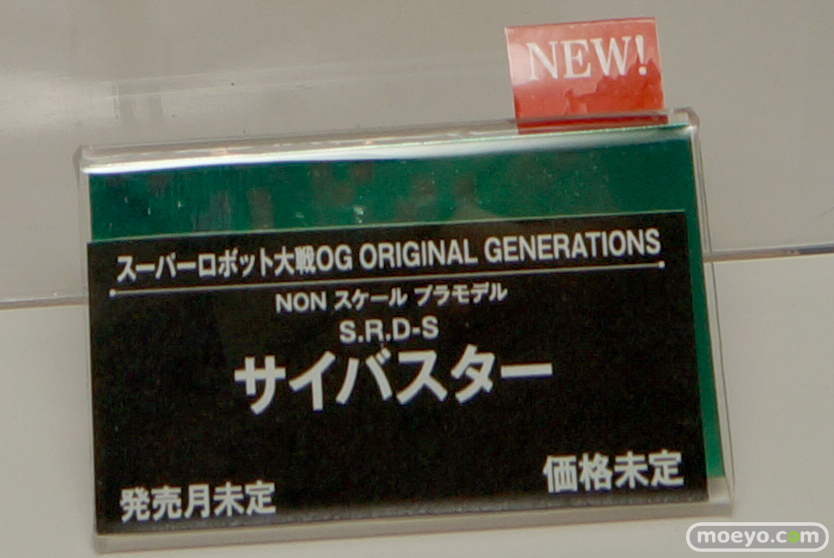 NEW!
スーパーロボット大戦OG ORIGINAL GENERATIONS
NON スケール プラモデル
S.R.D-S
サイバスター
発売月未定 価格未定
moeyo.com